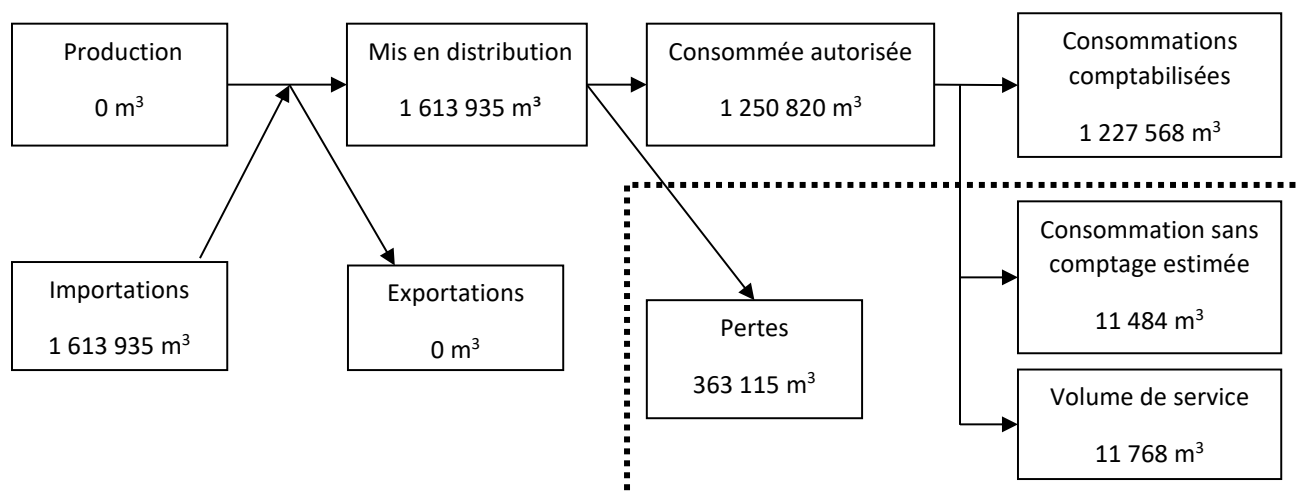 Production
0 m³
Mis en distribution
1 613 935 m³
Consommée autorisée
1 250 820 m³
Consommations
comptabilisées
1 227 568 m³
Importations
1 613 935 m³
Exportations
0 m³
Pertes
363 115 m³
Consommation sans
comptage estimée
11 484 m³
Volume de service
11 768 m³